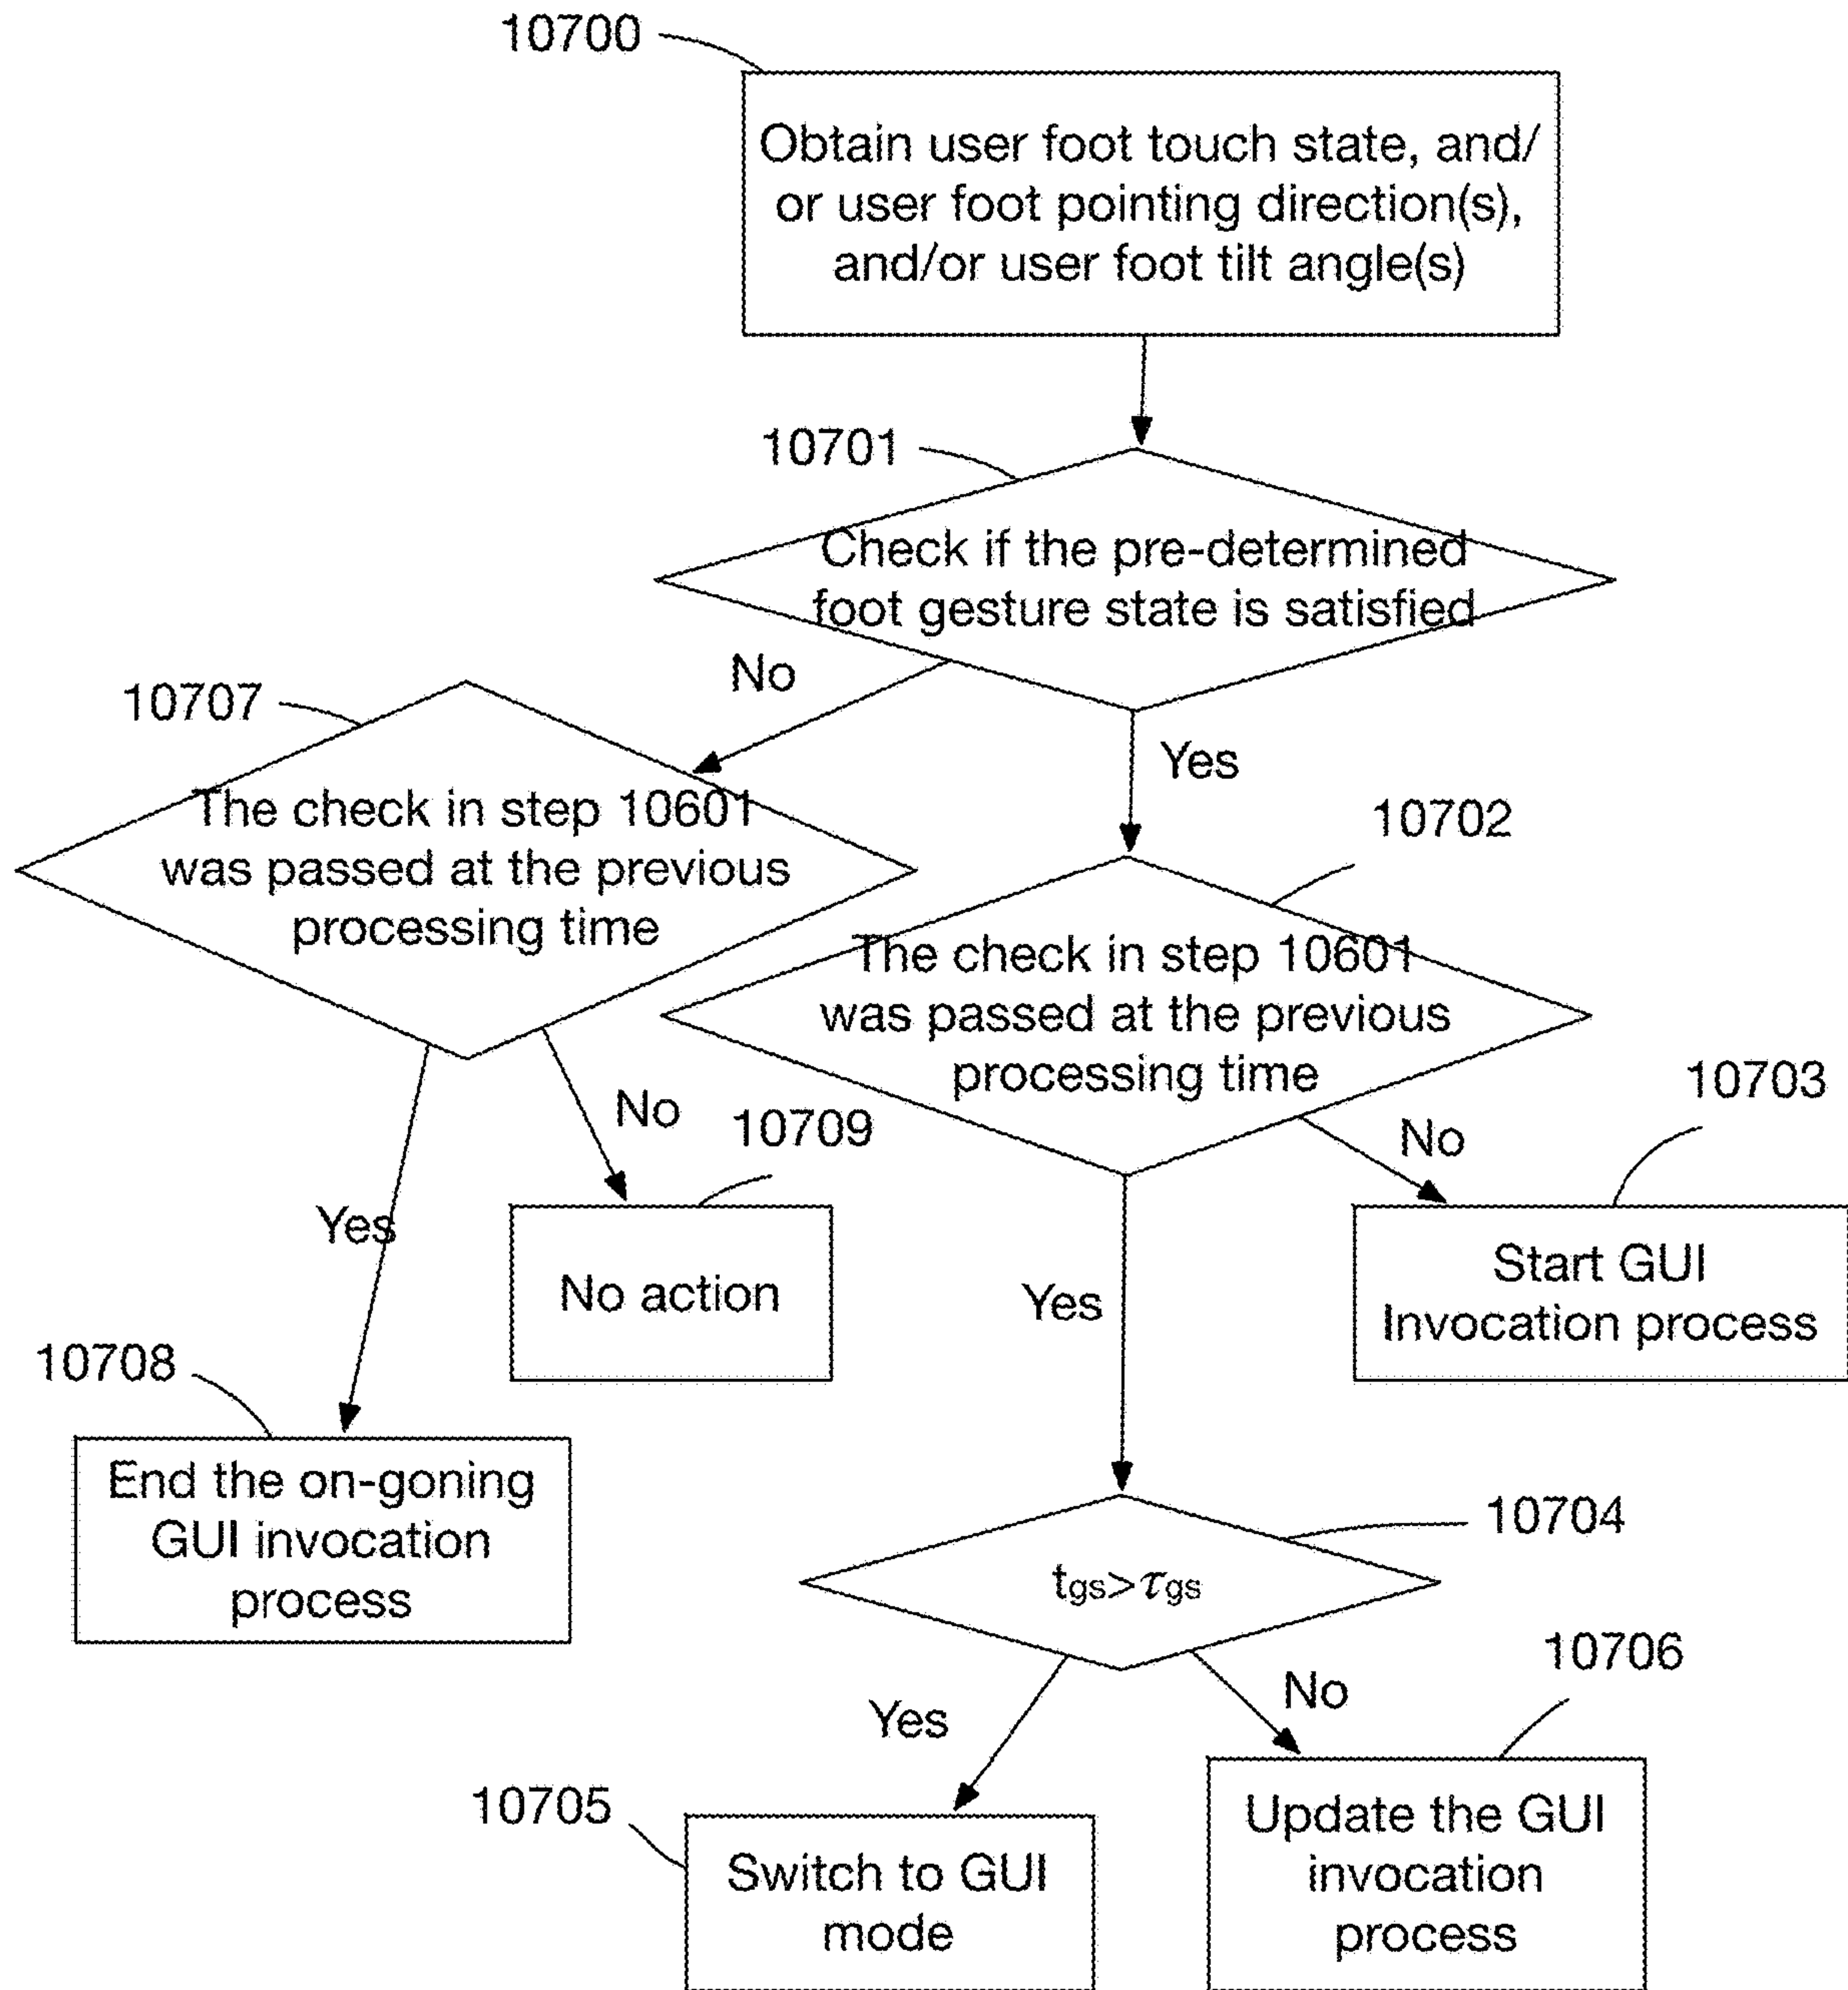 10700
Obtain user foot touch state, and/
or user foot pointing direction(s),
and/or user foot tilt angle(s)
10701
Check if the pre-determined
foot gesture state is satisfied
No
Yes
10707
The check in step 10601
was passed at the previous
processing time
10702
The check in step 10601
was passed at the previous
processing time
No
10709
No action
Yes
10708
End the on-goning
GUI invocation
process
No
10703
Start GUI
Invocation process
Yes
10704
tgs>τgs
Yes
10705
Switch to GUI
mode
No
10706
Update the GUI
invocation
process